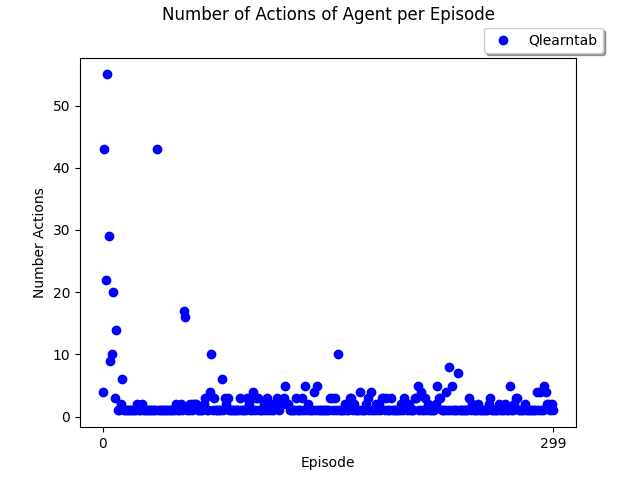 Number of Actions of Agent per Episode
Qlearntab
50
40
30
20
10
0
Number Actions
0 299
Episode